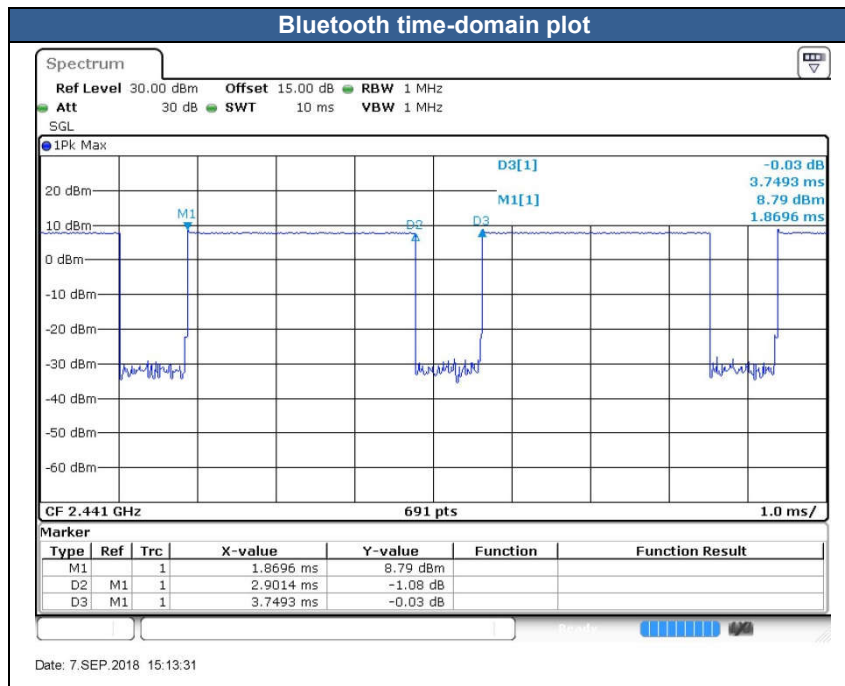 Bluetooth time-domain plot
Spectrum
Ref Level 30.00 dBm Offset 15.00 dB RBW 1 MHz
Att 30 dB SWT 10 ms VBW 1 MHz
SGL
1Pk Max
D3[1] -0.03 dB
3.7493 ms
M1[1] 8.79 dBm
1.8696 ms
20 dBm
M1
10 dBm
D2
D3
0 dBm
-10 dBm
-20 dBm
-30 dBm
-40 dBm
-50 dBm
-60 dBm
CF 2.441 GHz 691 pts 1.0 ms/
Marker
Type Ref Trc X-value Y-value Function Function Result
M1 1 1.8696 ms 8.79 dBm
D2 M1 1 2.9014 ms -1.08 dB
D3 M1 1 3.7493 ms -0.03 dB
Date: 7.SEP.2018 15:13:31